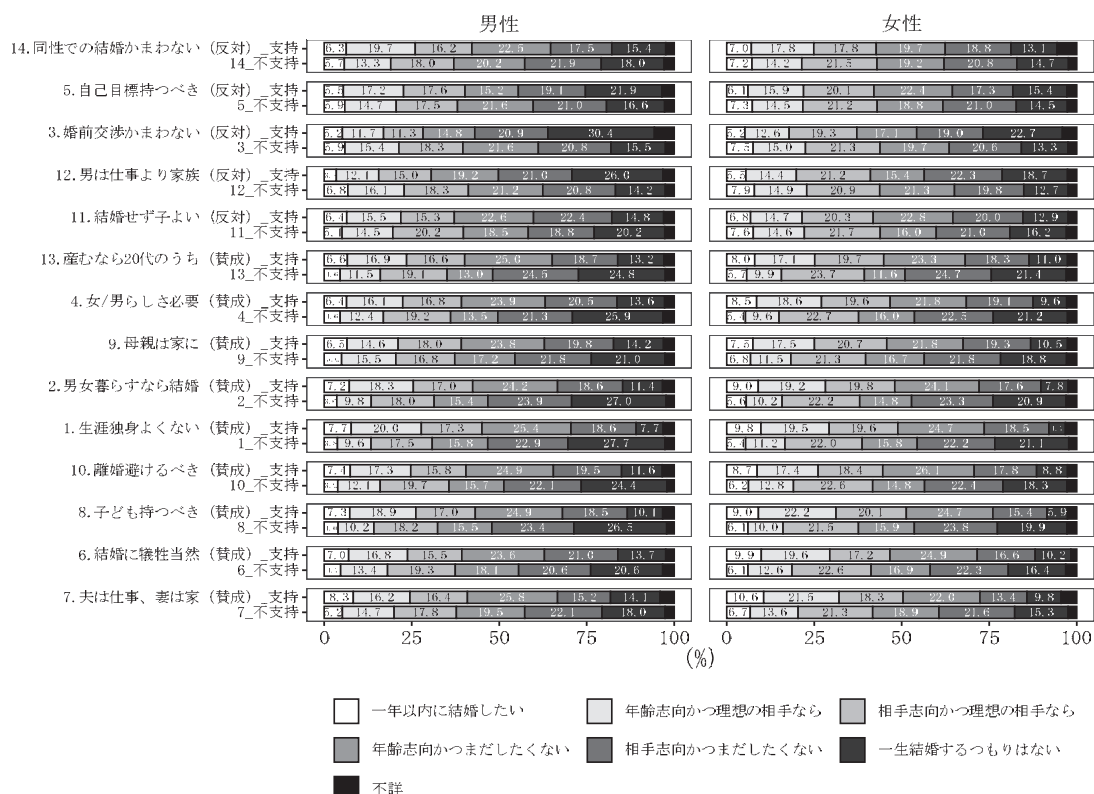 男性 女性
14.同性での結婚かまわない（反対）_支持 6.3 19.7 16.2 22.5 17.5 15.4 7.0 17.8 17.8 19.7 18.8 13.1
14_不支持 5.7 13.3 18.0 20.2 21.9 18.0 7.2 14.2 21.5 19.2 20.8 14.7
5.自己目標持つべき（反対）_支持 5.5 17.2 17.6 15.2 19.1 21.9 6.1 15.9 20.1 22.4 17.3 15.4
5_不支持 5.9 14.7 17.5 21.6 21.0 16.6 7.3 14.5 21.2 18.8 21.0 14.5
3.婚前交渉かまわない（反対）_支持 5.2 11.7 11.3 14.8 20.9 30.4 5.2 12.6 19.3 17.1 19.0 22.7
3_不支持 5.9 15.4 18.3 21.6 20.8 15.5 7.5 15.0 21.3 19.7 20.6 13.3
12.男は仕事より家族（反対）_支持 12.1 15.0 19.2 21.0 26.0 5.5 14.4 21.2 15.4 22.3 18.7
12_不支持 6.8 16.1 18.3 21.2 20.8 14.2 7.9 14.9 20.9 21.3 19.8 12.7
11.結婚せず子よい（反対）_支持 6.4 15.5 15.3 22.6 22.4 14.8 6.8 14.7 20.3 22.8 20.0 12.9
11_不支持 5.1 14.5 20.2 18.5 18.8 20.2 7.6 14.6 21.7 16.0 21.0 16.2
13.産むなら20代のうち（賛成）_支持 6.6 16.9 16.6 25.0 18.7 13.2 8.0 17.1 19.7 23.3 18.3 11.0
13_不支持 11.5 19.1 13.0 24.5 24.8 5.7 9.9 23.7 11.6 24.7 21.4
4.女/男らしさ必要（賛成）_支持 6.4 16.1 16.8 23.9 20.5 13.6 8.5 18.6 19.6 21.8 19.1 9.6
4_不支持 12.4 19.2 13.5 21.3 25.9 5.4 9.6 22.7 16.0 22.5 21.2
9.母親は家に（賛成）_支持 6.5 14.6 18.0 23.8 19.8 14.2 7.5 17.5 20.7 21.8 19.3 10.5
9_不支持 15.5 16.8 17.2 21.8 21.0 6.8 11.5 21.3 16.7 21.8 18.8
2.男女暮らすなら結婚（賛成）_支持 7.2 18.3 17.0 24.2 18.6 11.4 9.0 19.2 19.8 24.1 17.6 7.8
2_不支持 9.8 18.0 15.4 23.9 27.0 5.6 10.2 22.2 14.8 23.3 20.9
1.生涯独身よくない（賛成）_支持 7.7 20.0 17.3 25.4 18.6 7.7 9.8 19.5 19.6 24.7 18.5
1_不支持 9.6 17.5 15.8 22.9 27.7 5.4 11.2 22.0 15.8 22.2 21.1
10.離婚避けるべき（賛成）_支持 7.4 17.3 15.8 24.9 19.5 11.6 8.7 17.4 18.4 26.1 17.8 8.8
10_不支持 12.1 19.7 15.7 22.1 24.4 6.2 12.8 22.6 14.8 22.4 18.3
8.子ども持つべき（賛成）_支持 7.3 18.9 17.0 24.9 18.5 10.1 9.0 22.2 20.1 24.7 15.4 5.9
8_不支持 10.2 18.2 15.5 23.4 26.5 6.1 10.0 21.5 15.9 23.8 19.9
6.結婚に犠牲当然（賛成）_支持 7.0 16.8 15.5 23.6 21.0 13.7 9.9 19.6 17.2 24.9 16.6 10.2
6_不支持 13.4 19.3 18.1 20.6 20.6 6.1 12.6 22.6 16.9 22.3 16.4
7.夫は仕事、妻は家（賛成）_支持 8.3 16.2 16.4 25.8 15.2 14.1 10.6 21.5 18.3 22.0 13.4 9.8
7_不支持 5.2 14.7 17.8 19.5 22.1 18.0 6.7 13.6 21.3 18.9 21.6 15.3
0 25 50 75 100 0 25 50 75 100
(%)
一年以内に結婚したい 年齢志向かつ理想の相手なら 相手志向かつ理想の相手なら
年齢志向かつまだしたくない 相手志向かつまだしたくない 一生結婚するつもりはない
不詳